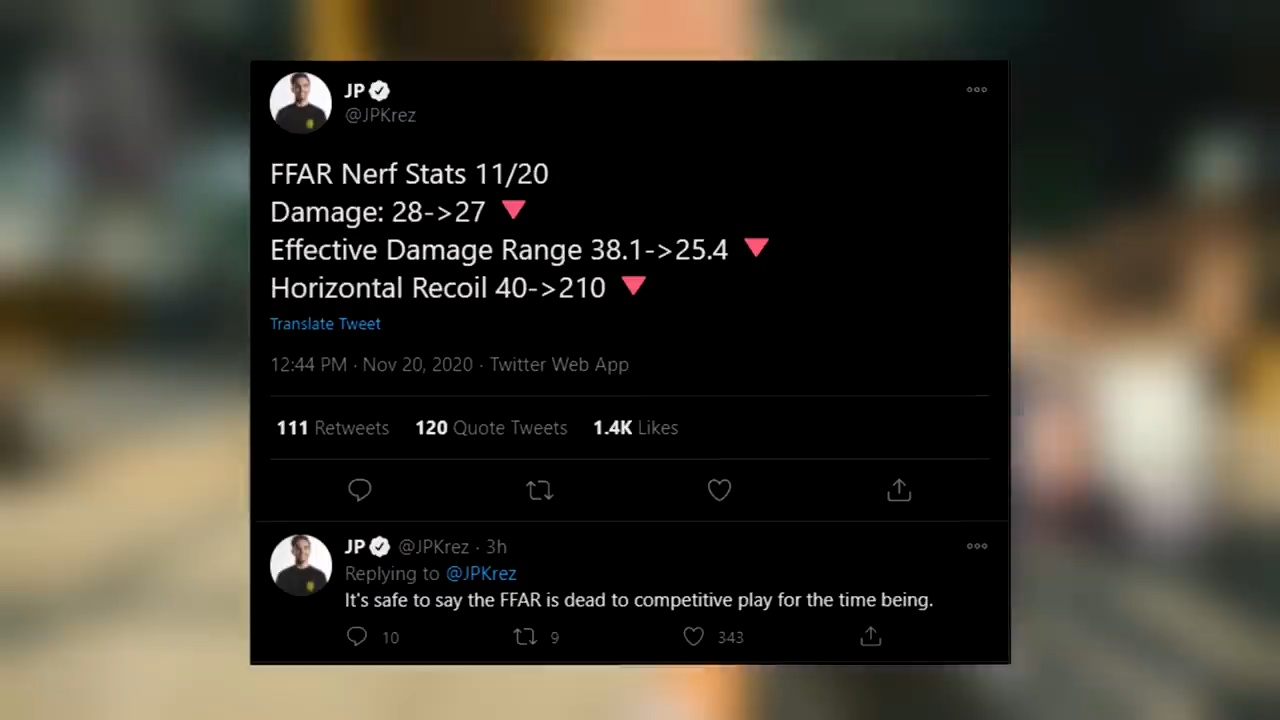 JP
@JPKrez
FFAR Nerf Stats 11/20
Damage: 28->27 🔻
Effective Damage Range 38.1->25.4 🔻
Horizontal Recoil 40->210 🔻
Translate Tweet
12:44 PM · Nov 20, 2020 · Twitter Web App
111 Retweets 120 Quote Tweets 1.4K Likes
JP @JPKrez · 3h
Replying to @JPKrez
It's safe to say the FFAR is dead to competitive play for the time being.
10 9 343